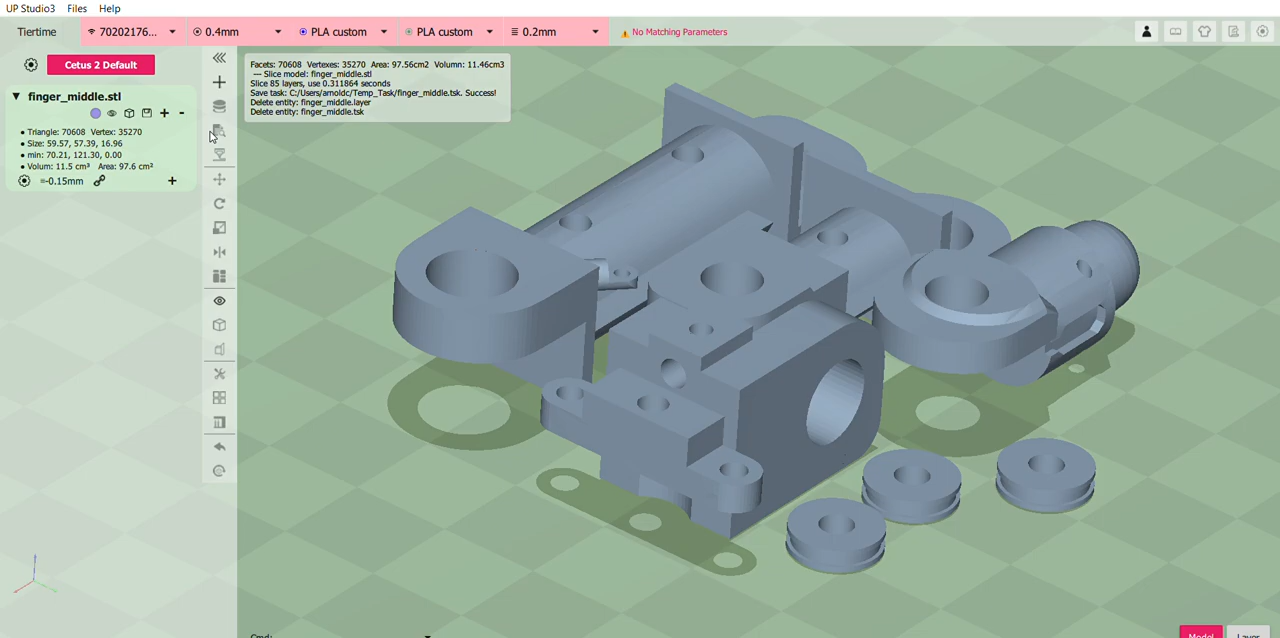 UP Studio3 Files Help
Tiertime 70202176... 0.4mm PLA custom PLA custom 0.2mm No Matching Parameters
Cetus 2 Default
finger_middle.stl
Triangle: 70608 Vertex: 35270
Size: 59.57, 57.39, 16.96
min: 70.21, 121.30, 0.00
Volum: 11.5 cm³ Area: 97.6 cm²
=-0.15mm
Facets: 70608 Vertexes: 35270 Area: 97.56cm2 Volumn: 11.46cm3
— Slice model: finger_middle.stl
Slice 85 layers, use 0.311864 seconds
Save task: C:/Users/arnoldc/Temp_Task/finger_middle.tsk. Success!
Delete entity: finger_middle.layer
Delete entity: finger_middle.tsk
Cmd:
Model Layer